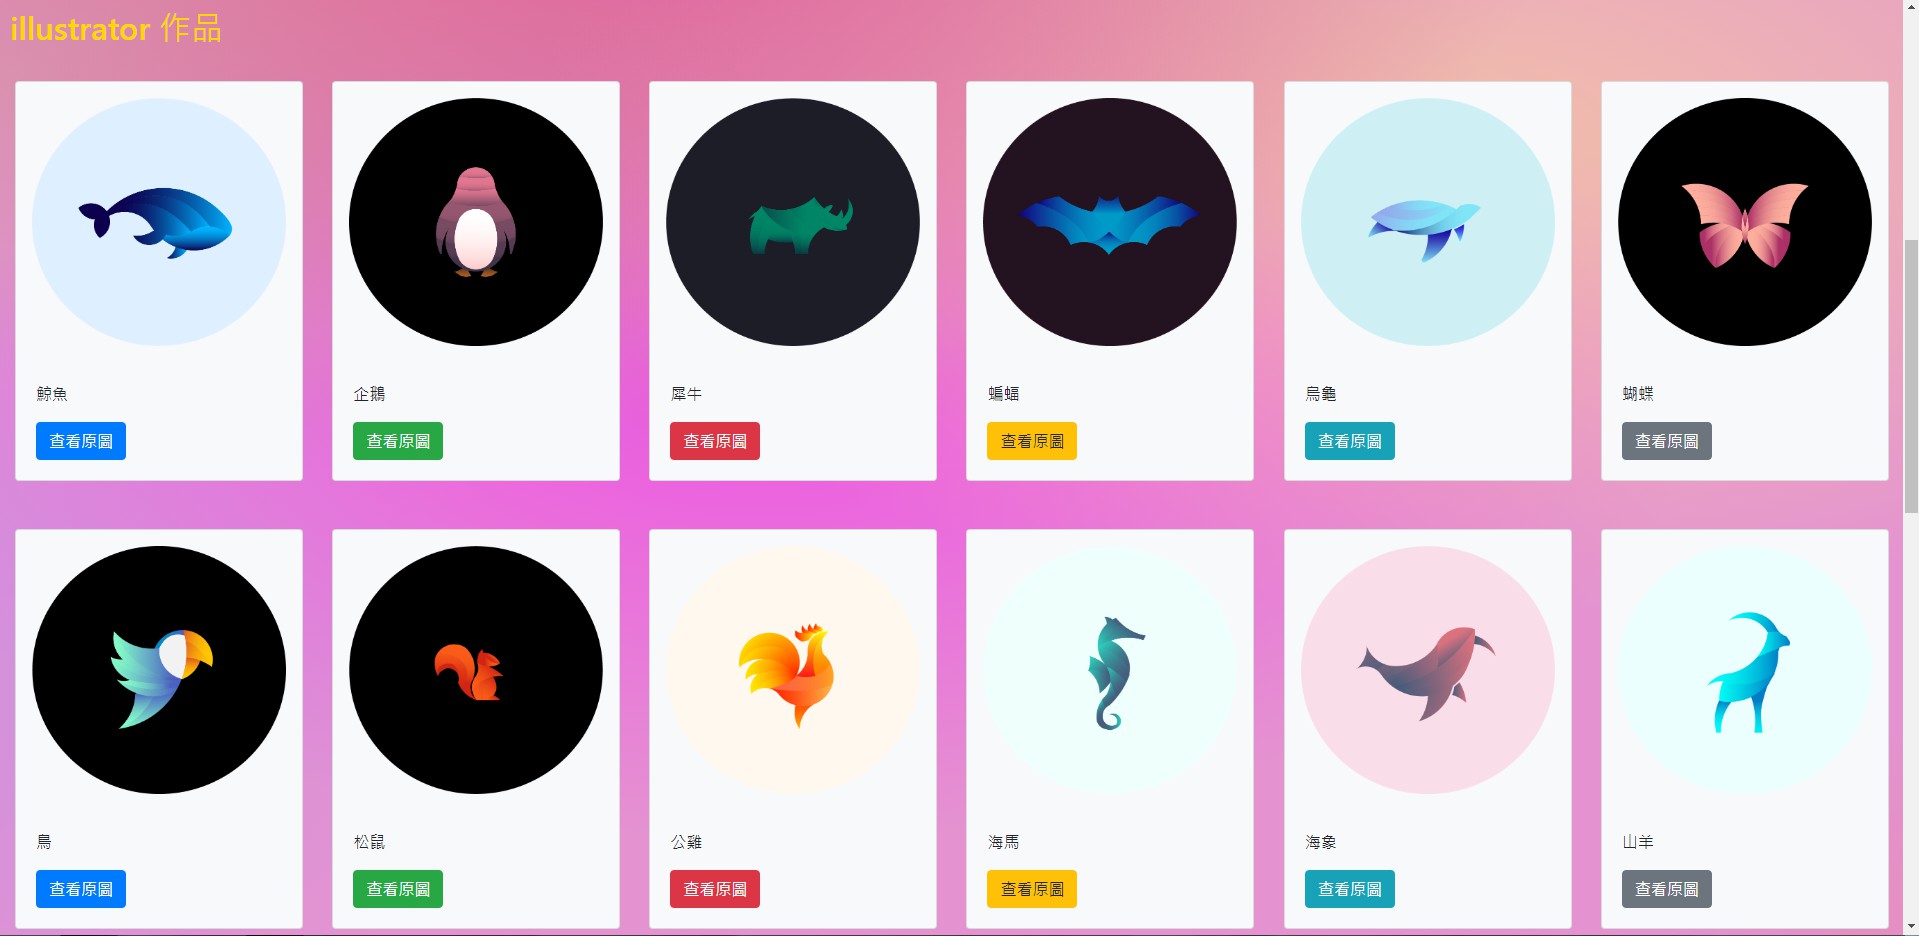 illustrator 作品
鯨魚
查看原圖
企鵝
查看原圖
犀牛
查看原圖
蝙蝠
查看原圖
烏龜
查看原圖
蝴蝶
查看原圖
鳥
查看原圖
松鼠
查看原圖
公雞
查看原圖
海馬
查看原圖
海象
查看原圖
山羊
查看原圖